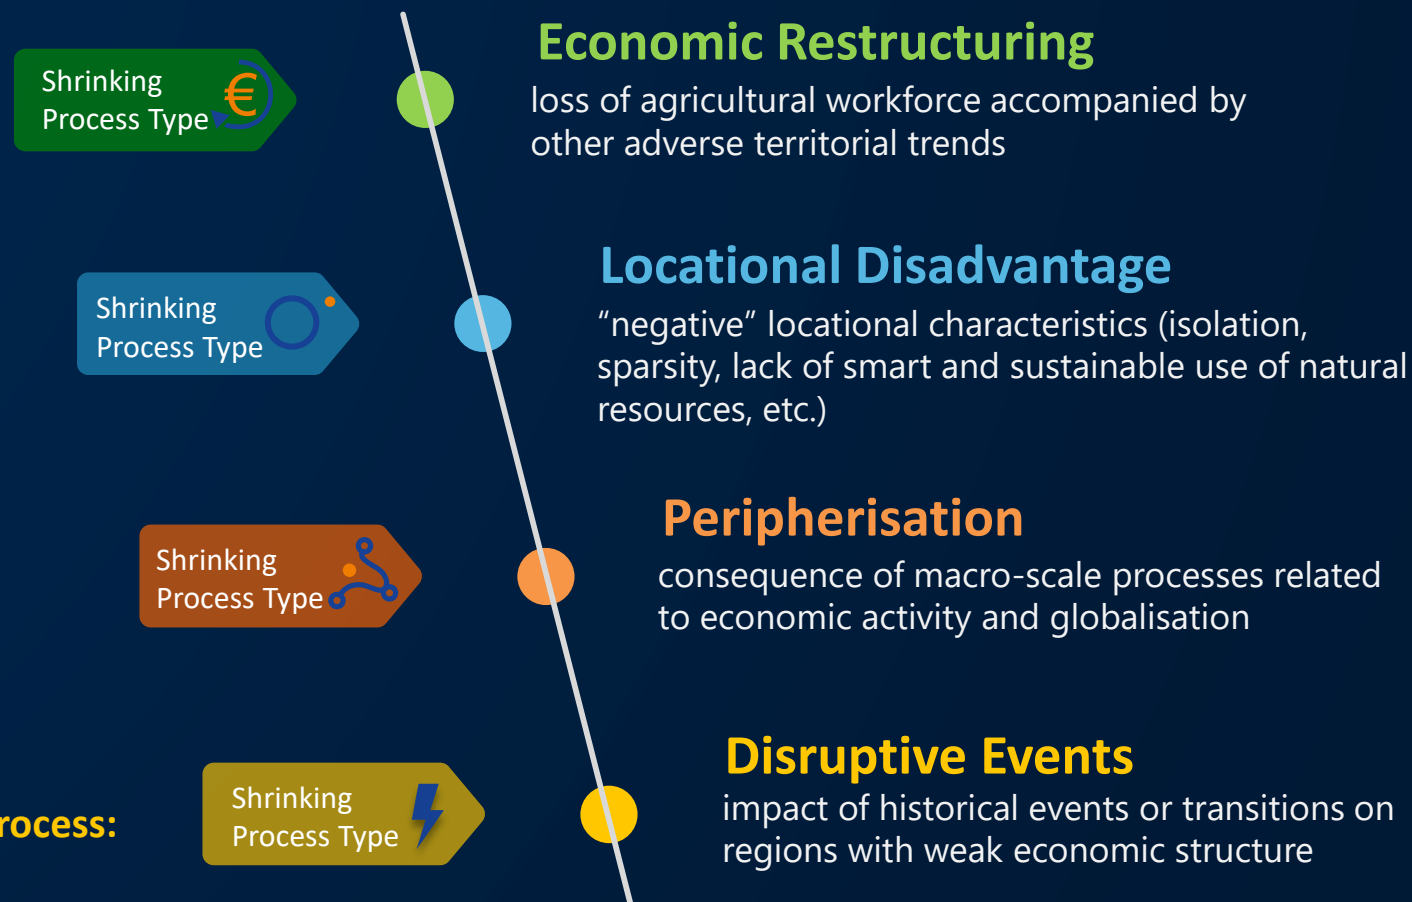 Economic Restructuring
Shrinking
Process Type
€
loss of agricultural workforce accompanied by
other adverse territorial trends
Locational Disadvantage
Shrinking
Process Type
“negative” locational characteristics (isolation,
sparsity, lack of smart and sustainable use of natural
resources, etc.)
Peripherisation
Shrinking
Process Type
consequence of macro-scale processes related
to economic activity and globalisation
Disruptive Events
Shrinking
Process Type
impact of historical events or transitions on
regions with weak economic structure
rocess: